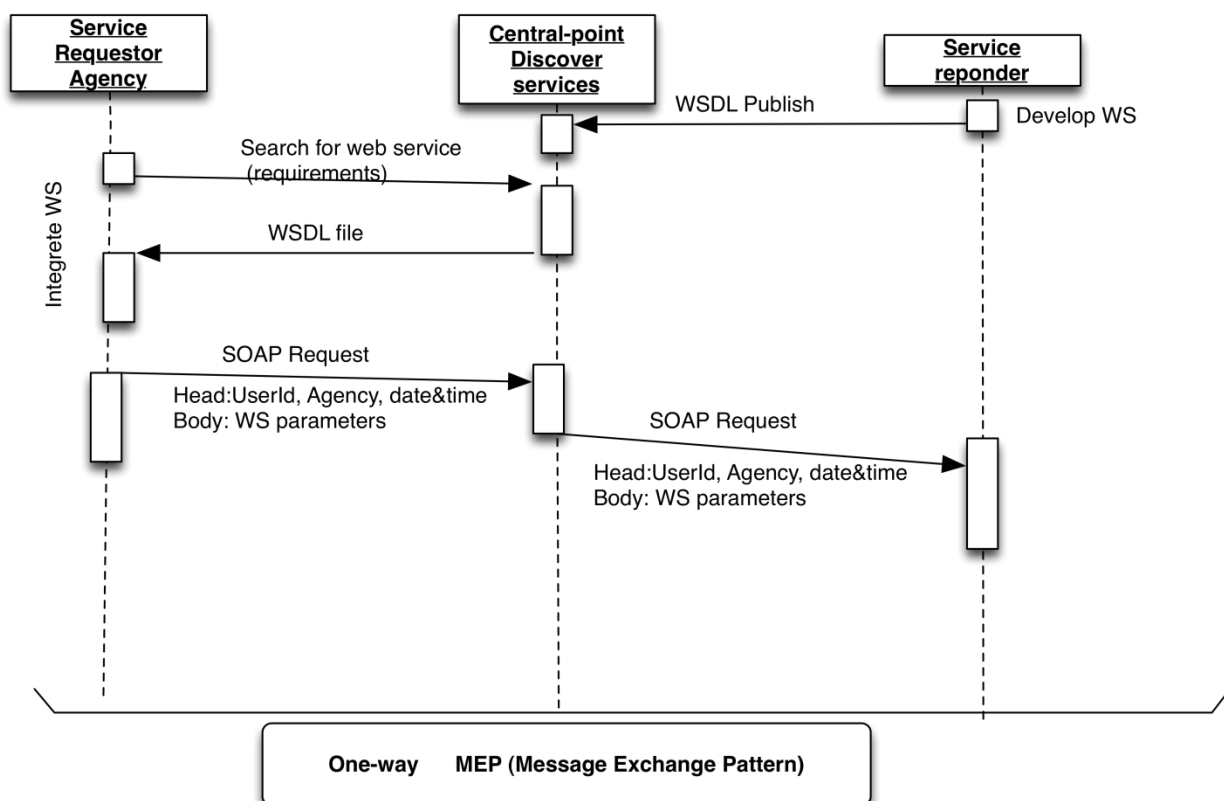 Service
Requestor
Agency
Central-point
Discover
services
Service
reponder
WSDL Publish
Develop WS
Search for web service
(requirements)
Integrete WS
WSDL file
SOAP Request
Head:UserId, Agency, date&time
Body: WS parameters
SOAP Request
Head:UserId, Agency, date&time
Body: WS parameters
One-way MEP (Message Exchange Pattern)